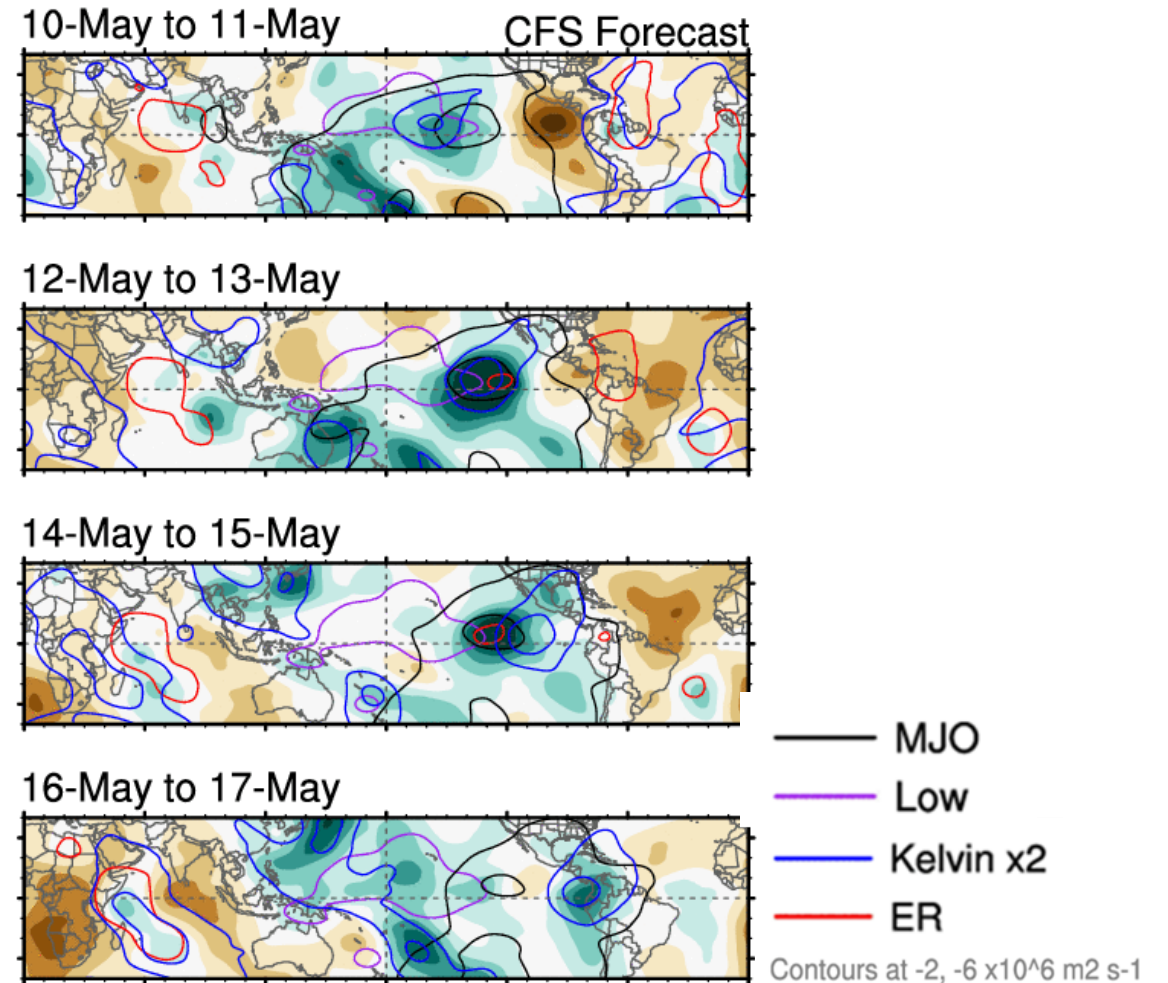 10-May to 11-May
CFS Forecast
12-May to 13-May
14-May to 15-May
16-May to 17-May
MJO
Low
Kelvin x2
ER
Contours at -2, -6 x10^6 m2 s-1